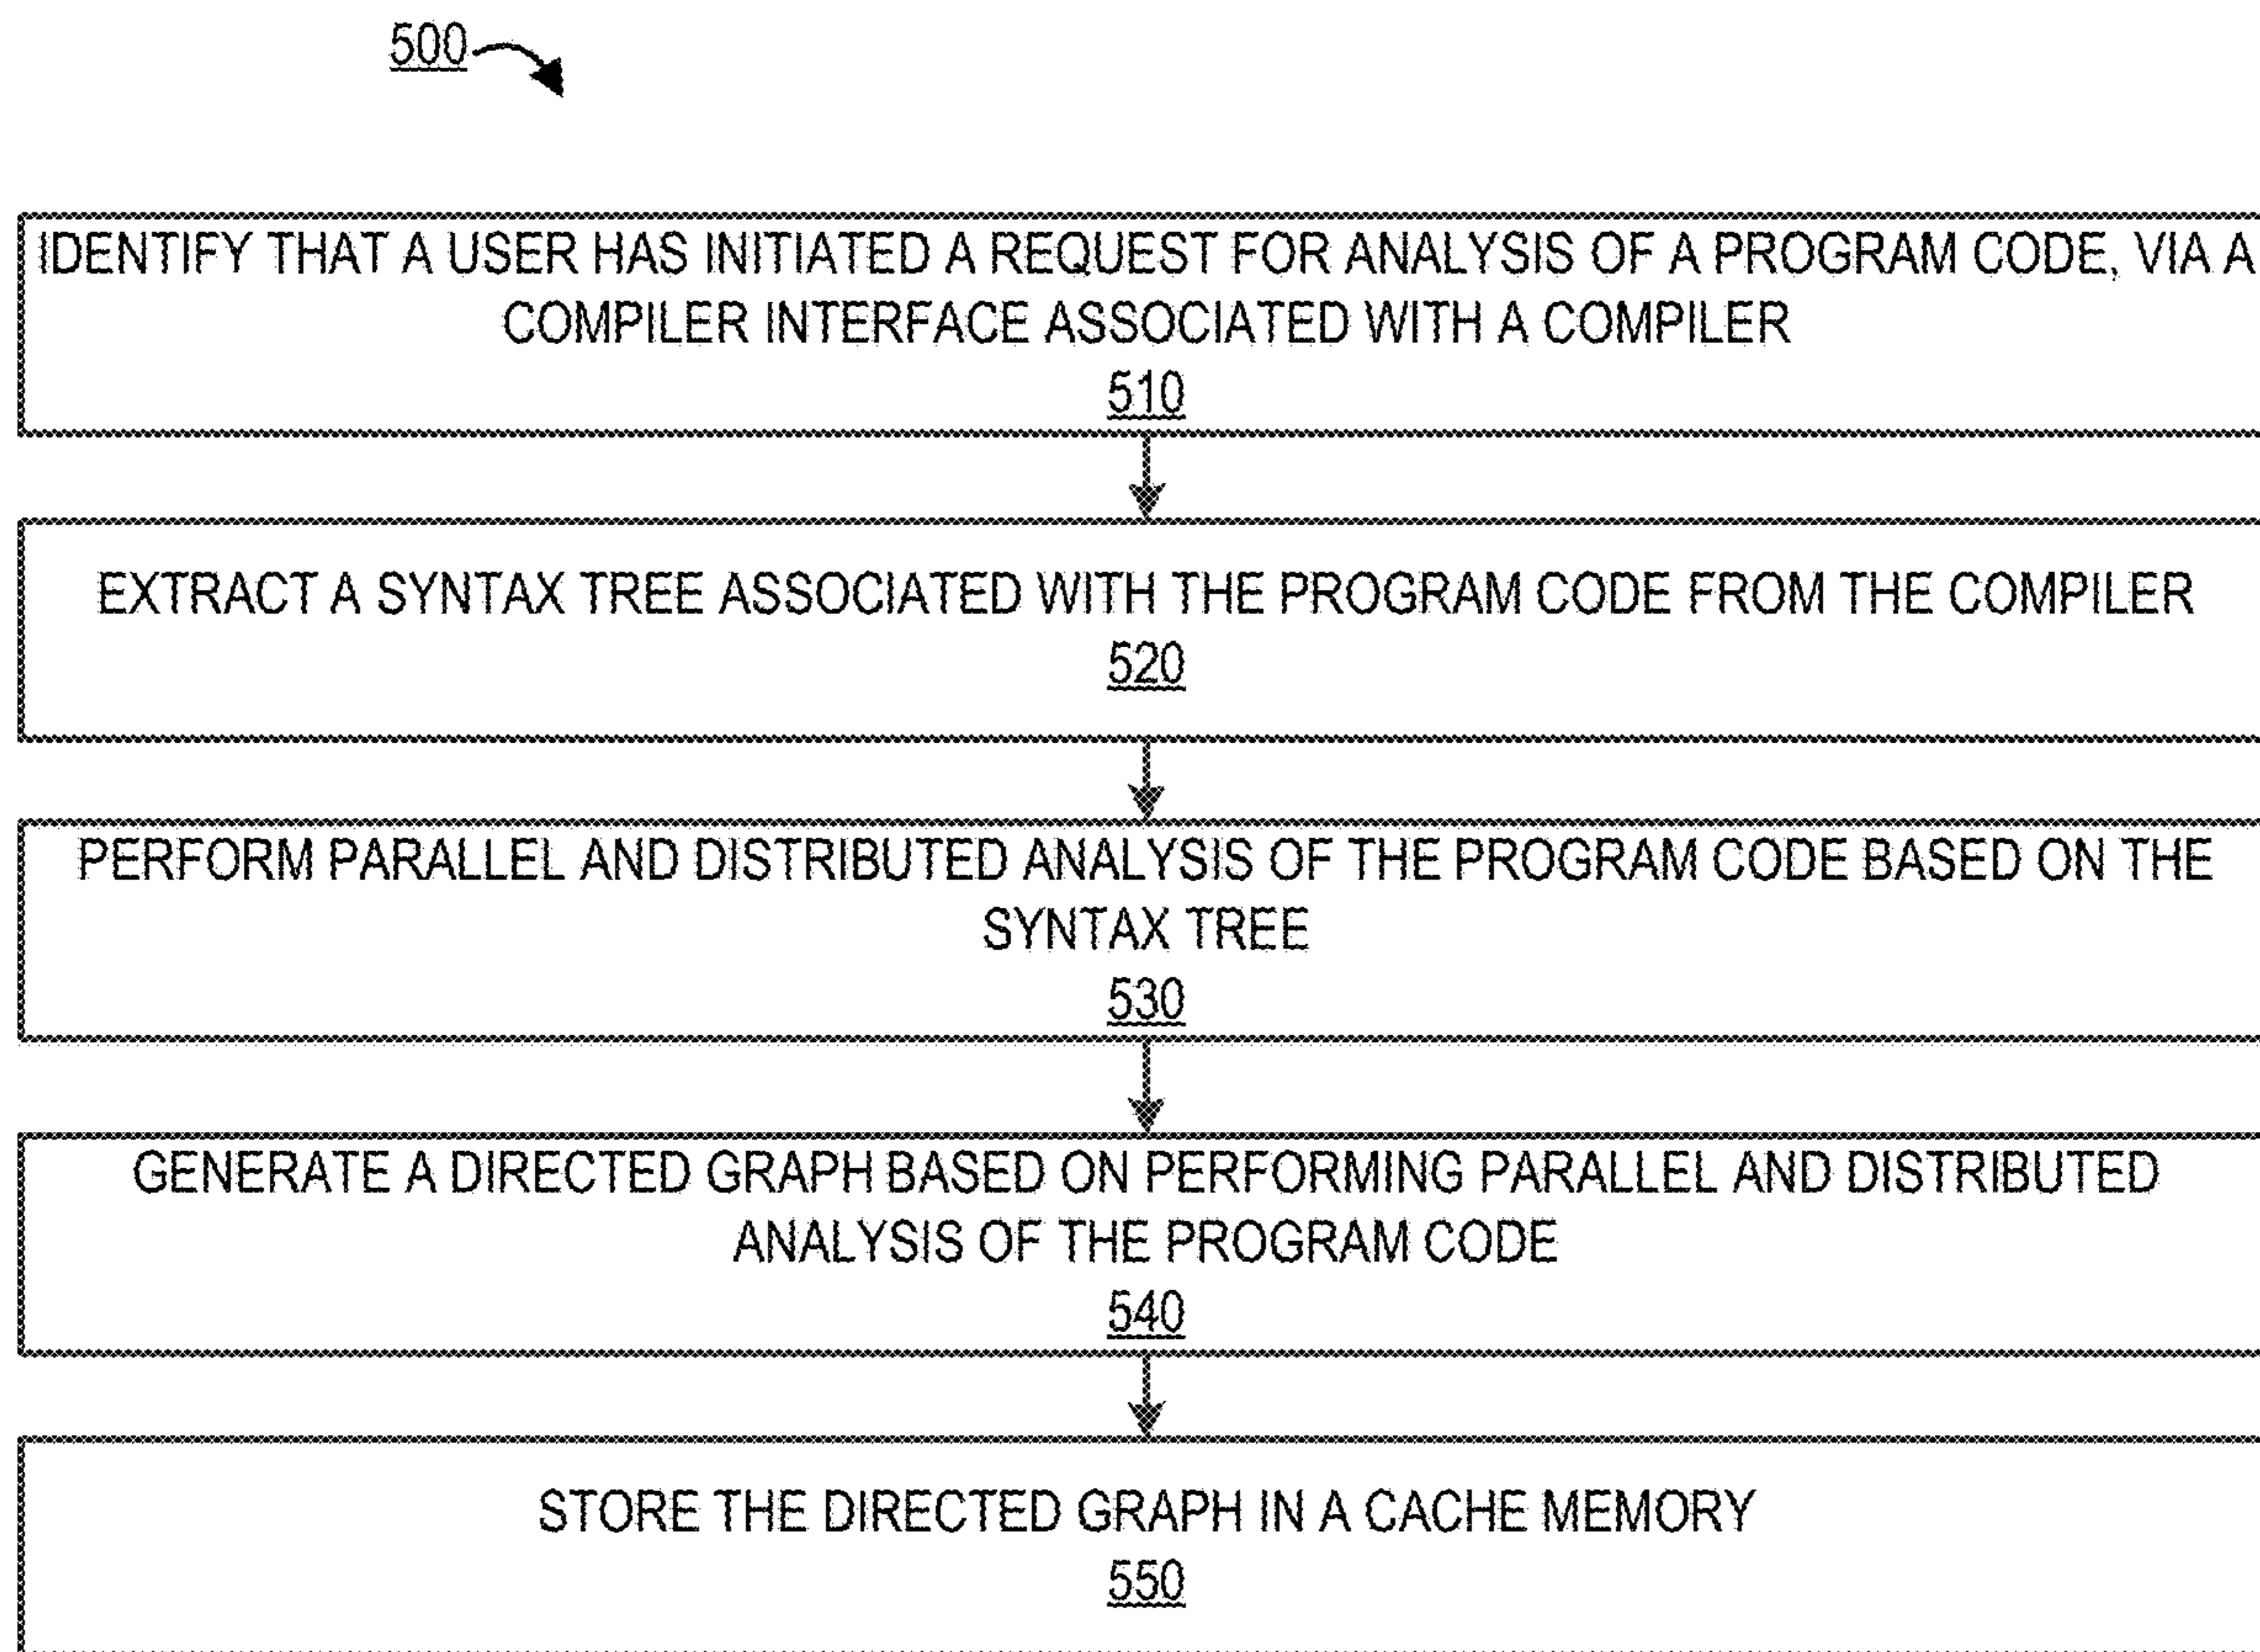 500
IDENTIFY THAT A USER HAS INITIATED A REQUEST FOR ANALYSIS OF A PROGRAM CODE, VIA A
COMPILER INTERFACE ASSOCIATED WITH A COMPILER
510
EXTRACT A SYNTAX TREE ASSOCIATED WITH THE PROGRAM CODE FROM THE COMPILER
520
PERFORM PARALLEL AND DISTRIBUTED ANALYSIS OF THE PROGRAM CODE BASED ON THE
SYNTAX TREE
530
GENERATE A DIRECTED GRAPH BASED ON PERFORMING PARALLEL AND DISTRIBUTED
ANALYSIS OF THE PROGRAM CODE
540
STORE THE DIRECTED GRAPH IN A CACHE MEMORY
550